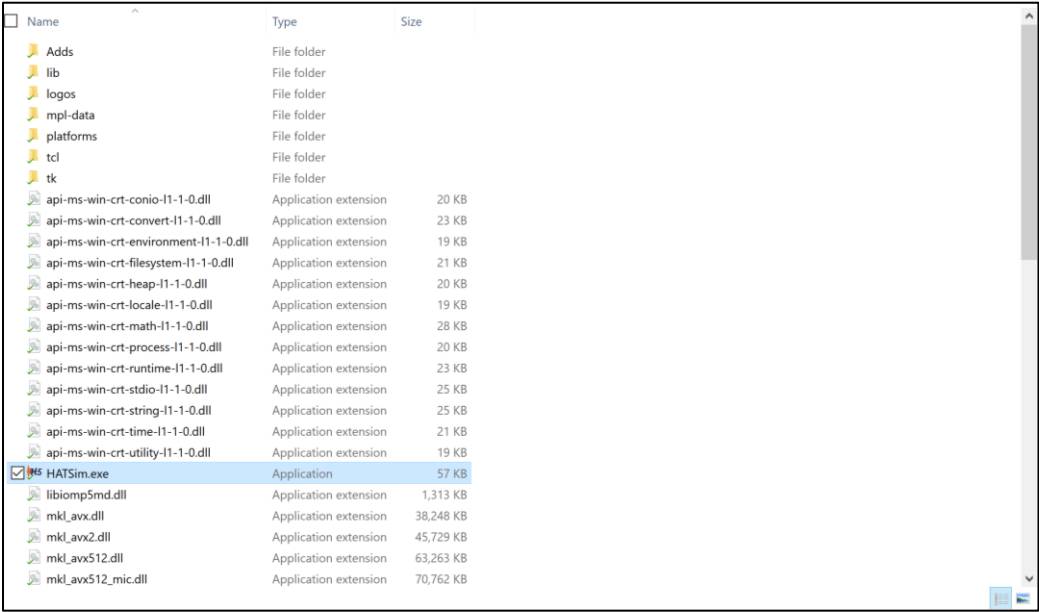 Name Type Size
Adds File folder
lib File folder
logos File folder
mpl-data File folder
platforms File folder
tcl File folder
tk File folder
api-ms-win-crt-conio-l1-1-0.dll Application extension 20 KB
api-ms-win-crt-convert-l1-1-0.dll Application extension 23 KB
api-ms-win-crt-environment-l1-1-0.dll Application extension 19 KB
api-ms-win-crt-filesystem-l1-1-0.dll Application extension 21 KB
api-ms-win-crt-heap-l1-1-0.dll Application extension 20 KB
api-ms-win-crt-locale-l1-1-0.dll Application extension 19 KB
api-ms-win-crt-math-l1-1-0.dll Application extension 28 KB
api-ms-win-crt-process-l1-1-0.dll Application extension 20 KB
api-ms-win-crt-runtime-l1-1-0.dll Application extension 23 KB
api-ms-win-crt-stdio-l1-1-0.dll Application extension 25 KB
api-ms-win-crt-string-l1-1-0.dll Application extension 25 KB
api-ms-win-crt-time-l1-1-0.dll Application extension 21 KB
api-ms-win-crt-utility-l1-1-0.dll Application extension 19 KB
HATSim.exe Application 57 KB
libiomp5md.dll Application extension 1,313 KB
mkl_avx.dll Application extension 38,248 KB
mkl_avx2.dll Application extension 45,729 KB
mkl_avx512.dll Application extension 63,263 KB
mkl_avx512_mic.dll Application extension 70,762 KB